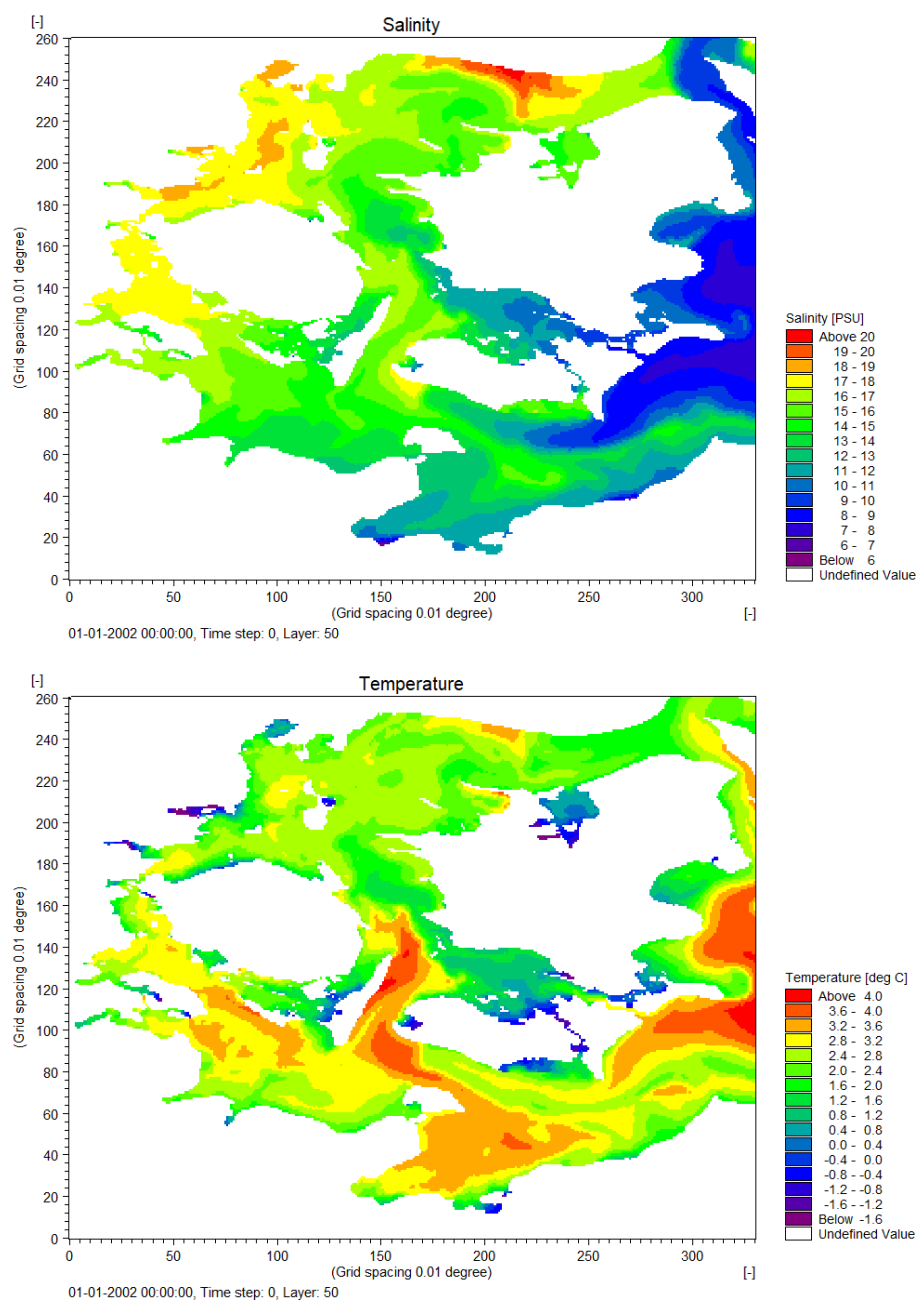 [-]
Salinity
260
240
220
200
180
160
140
120
100
80
60
40
20
0
(Grid spacing 0.01 degree)
0 50 100 150 200 250 300
(Grid spacing 0.01 degree) [-]
01-01-2002 00:00:00, Time step: 0, Layer: 50
Salinity [PSU]
Above 20
19 - 20
18 - 19
17 - 18
16 - 17
15 - 16
14 - 15
13 - 14
12 - 13
11 - 12
10 - 11
9 - 10
8 - 9
7 - 8
6 - 7
Below 6
Undefined Value
[-]
Temperature
260
240
220
200
180
160
140
120
100
80
60
40
20
0
(Grid spacing 0.01 degree)
0 50 100 150 200 250 300
(Grid spacing 0.01 degree) [-]
01-01-2002 00:00:00, Time step: 0, Layer: 50
Temperature [deg C]
Above 4.0
3.6 - 4.0
3.2 - 3.6
2.8 - 3.2
2.4 - 2.8
2.0 - 2.4
1.6 - 2.0
1.2 - 1.6
0.8 - 1.2
0.4 - 0.8
0.0 - 0.4
-0.4 - 0.0
-0.8 - -0.4
-1.2 - -0.8
-1.6 - -1.2
Below -1.6
Undefined Value